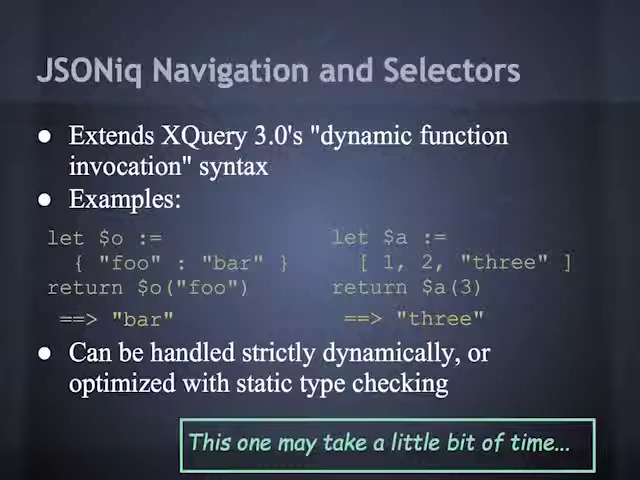 JSONiq Navigation and Selectors
● Extends XQuery 3.0's "dynamic function
invocation" syntax
● Examples:
let $o :=
{ "foo" : "bar" }
return $o("foo")
==> "bar"
let $a :=
[ 1, 2, "three" ]
return $a(3)
==> "three"
● Can be handled strictly dynamically, or
optimized with static type checking
This one may take a little bit of time...